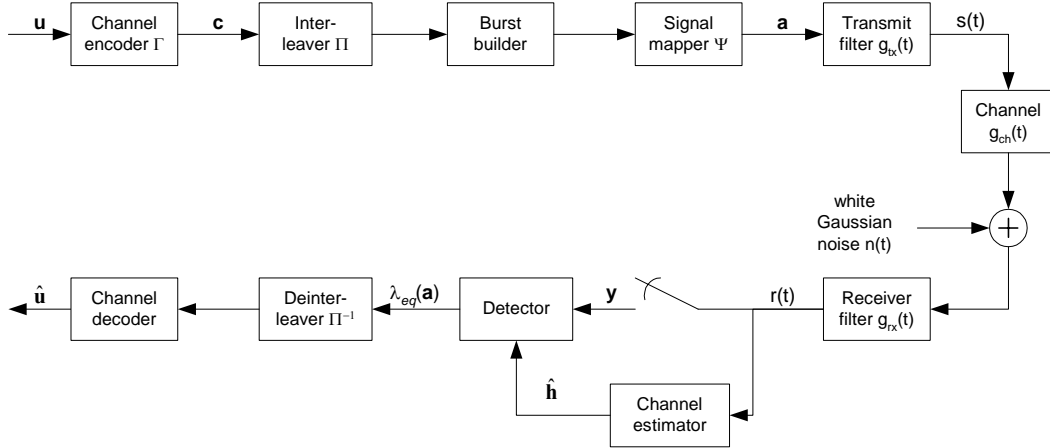 u
Channel
encoder Γ
c
Inter-
leaver Π
Burst
builder
Signal
mapper Ψ
a
Transmit
filter g_tx(t)
s(t)
Channel
g_ch(t)
white
Gaussian
noise n(t)
+
û
Channel
decoder
Deinter-
leaver Π⁻¹
λ_eq(a)
Detector
y
r(t)
Receiver
filter g_rx(t)
ĥ
Channel
estimator